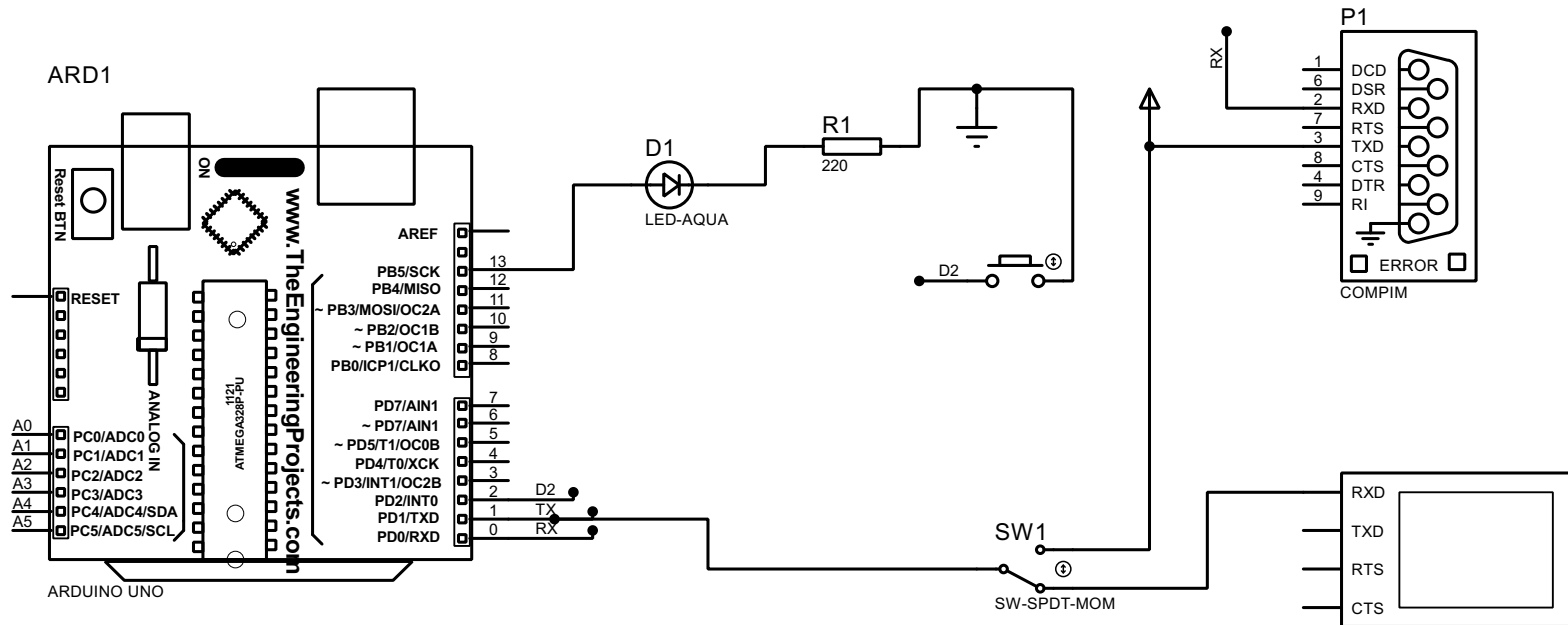 ARD1
Reset BTN
ON
www.TheEngineeringProjects.com
RESET
ANALOG IN
1121
ATMEGA328P-PU
A0 PC0/ADC0
A1 PC1/ADC1
A2 PC2/ADC2
A3 PC3/ADC3
A4 PC4/ADC4/SDA
A5 PC5/ADC5/SCL
AREF
PB5/SCK 13
PB4/MISO 12
~ PB3/MOSI/OC2A 11
~ PB2/OC1B 10
~ PB1/OC1A 9
PB0/ICP1/CLKO 8
PD7/AIN1 7
~ PD7/AIN1 6
~ PD5/T1/OC0B 5
PD4/T0/XCK 4
~ PD3/INT1/OC2B 3
PD2/INT0 2 D2
PD1/TXD 1 TX
PD0/RXD 0 RX
ARDUINO UNO
D1
LED-AQUA
R1
220
D2
SW1
SW-SPDT-MOM
P1
RX
1 DCD
6 DSR
2 RXD
7 RTS
3 TXD
8 CTS
4 DTR
9 RI
ERROR
COMPIM
RXD
TXD
RTS
CTS